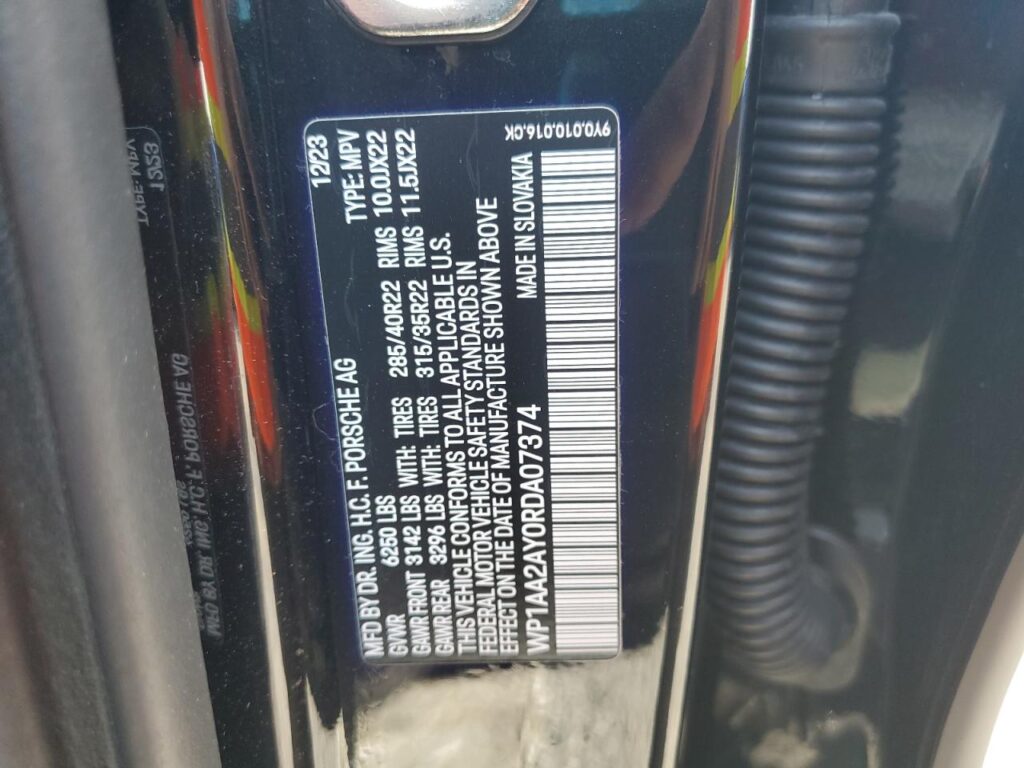 MFD BY DR. ING. H.C. F. PORSCHE AG 12/23
GVWR 6250 LBS TYPE: MPV
GAWR FRONT 3142 LBS WITH: TIRES 285/40R22 RIMS 10.0JX22
GAWR REAR 3296 LBS WITH: TIRES 315/35R22 RIMS 11.5JX22
THIS VEHICLE CONFORMS TO ALL APPLICABLE U.S.
FEDERAL MOTOR VEHICLE SAFETY STANDARDS IN
EFFECT ON THE DATE OF MANUFACTURE SHOWN ABOVE
WP1AA2AY0RDA07374 MADE IN SLOVAKIA
9Y0.010.016.CK